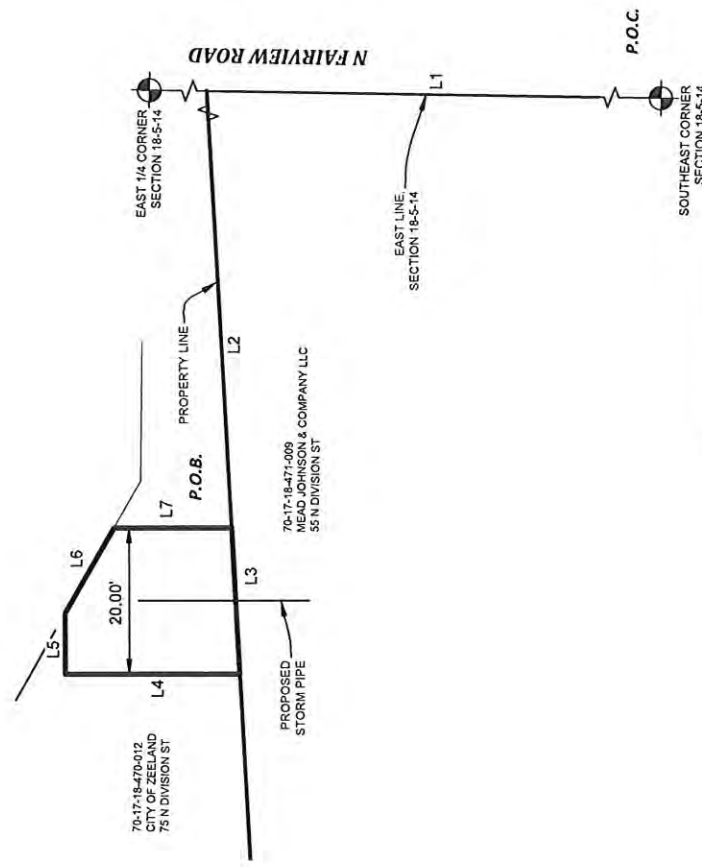 N FAIRVIEW ROAD
EAST 1/4 CORNER
SECTION 18-5-14
L1
P.O.C.
EAST LINE,
SECTION 18-5-14
SOUTHEAST CORNER
SECTION 18-5-14
PROPERTY LINE
L2
P.O.B.
70-17-18-471-009
MEAD JOHNSON & COMPANY LLC
55 N DIVISION ST
L7
L6
20.00'
L3
L5
L4
PROPOSED
STORM PIPE
70-17-18-470-012
CITY OF ZEELAND
75 N DIVISION ST